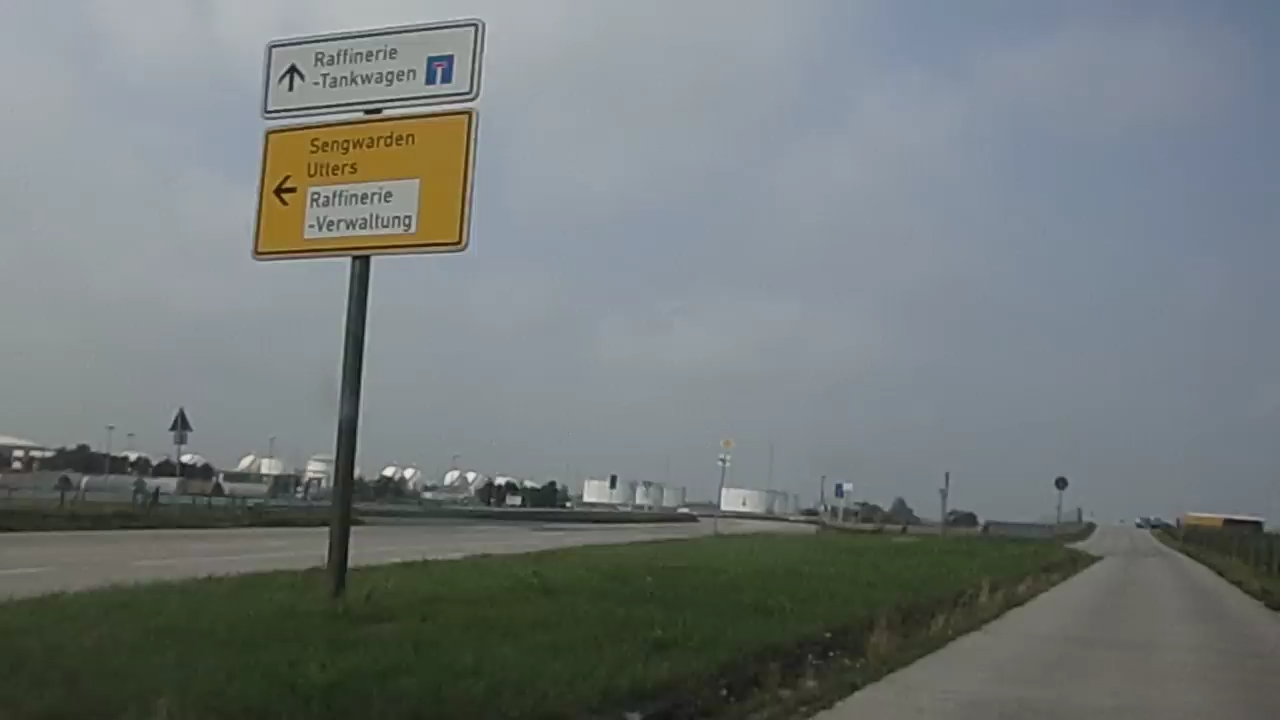 Raffinerie
-Tankwagen
Sengwarden
Utters
Raffinerie
-Verwaltung